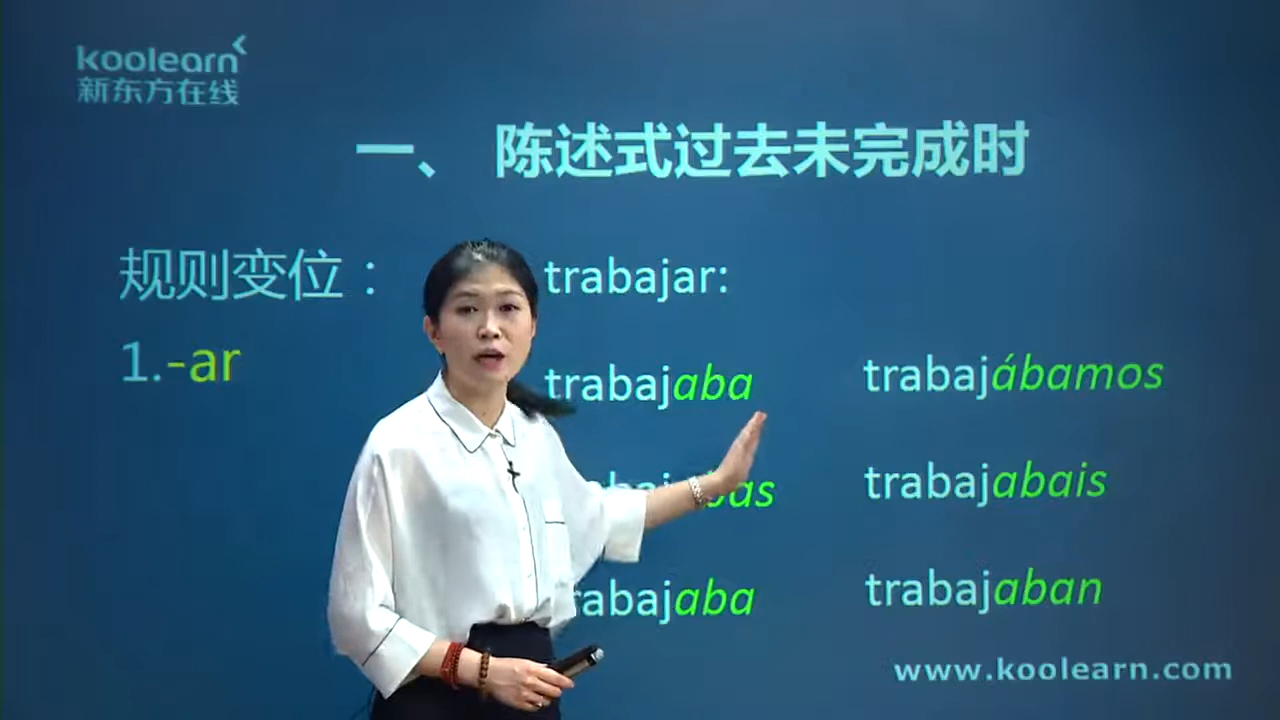 koolearn
新东方在线
一、 陈述式过去未完成时
规则变位：
1.-ar
trabajar:
trabajaba
trabajábamos
trabajabais
trabajaba
trabajaban
www.koolearn.com